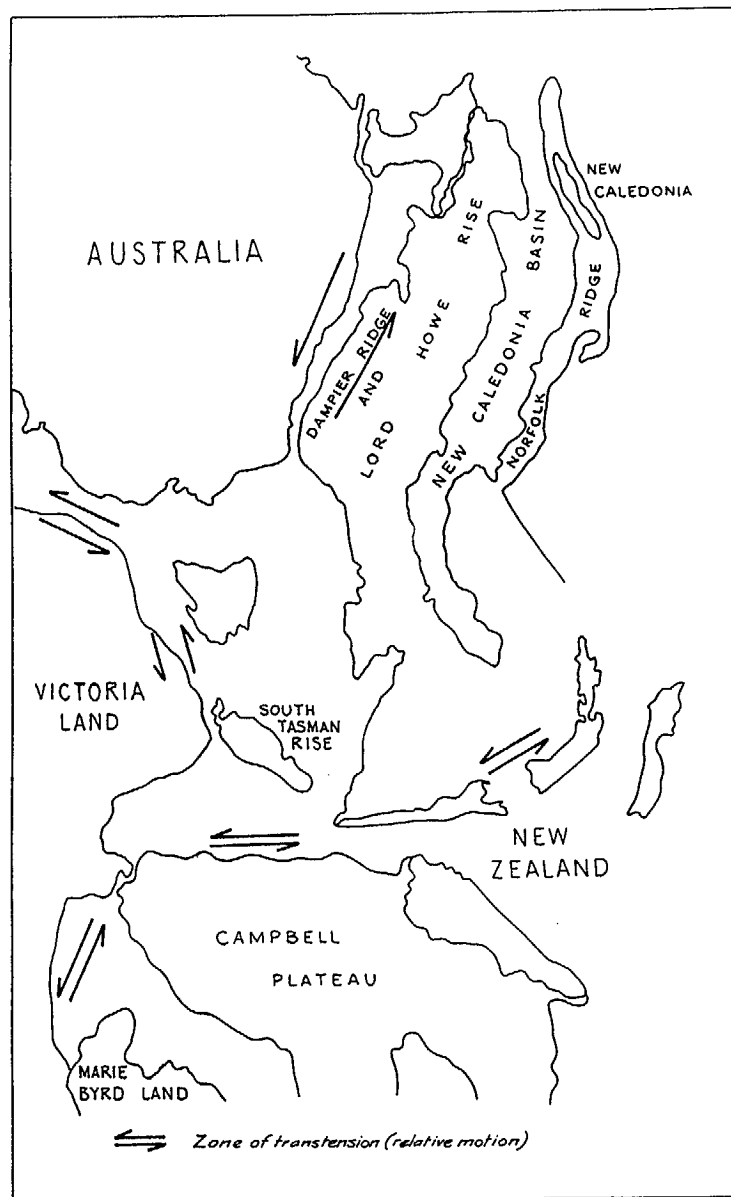 NEW
CALEDONIA
AUSTRALIA
LORD HOWE RISE
DAMPIER RIDGE
AND
NEW CALEDONIA BASIN
NORFOLK RIDGE
VICTORIA
LAND
SOUTH
TASMAN
RISE
NEW
ZEALAND
CAMPBELL
PLATEAU
MARIE
BYRD LAND
Zone of transtension (relative motion)